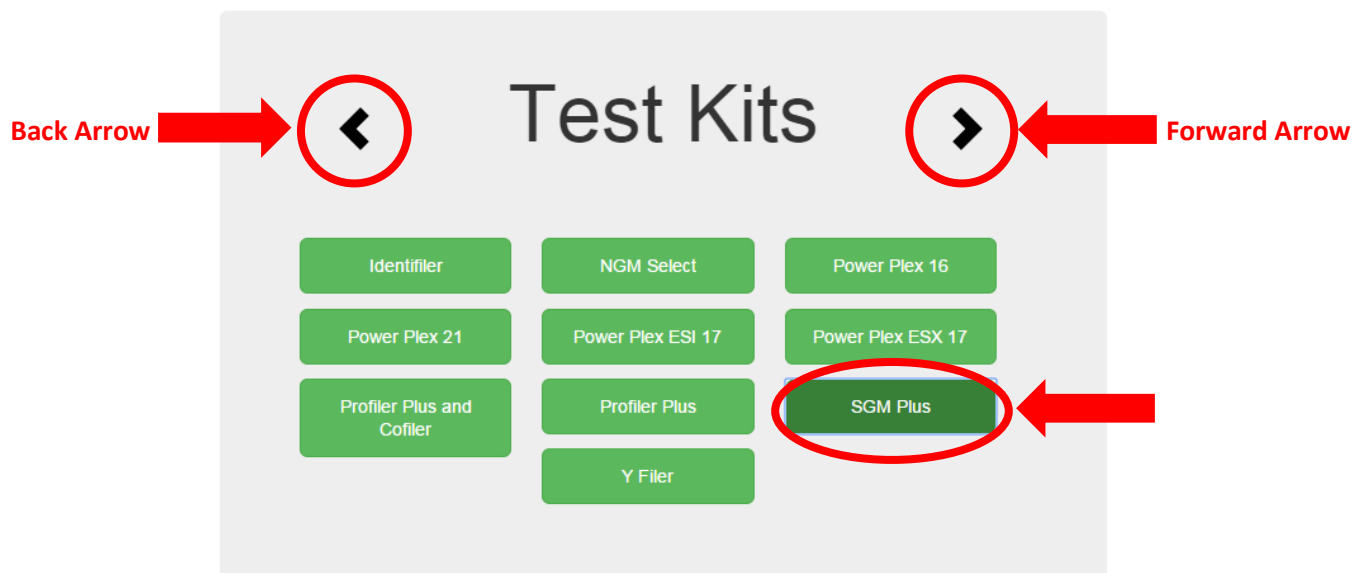 Test Kits
Back Arrow
Forward Arrow
Identifiler
NGM Select
Power Plex 16
Power Plex 21
Power Plex ESI 17
Power Plex ESX 17
Profiler Plus and
Cofiler
Profiler Plus
SGM Plus
Y Filer